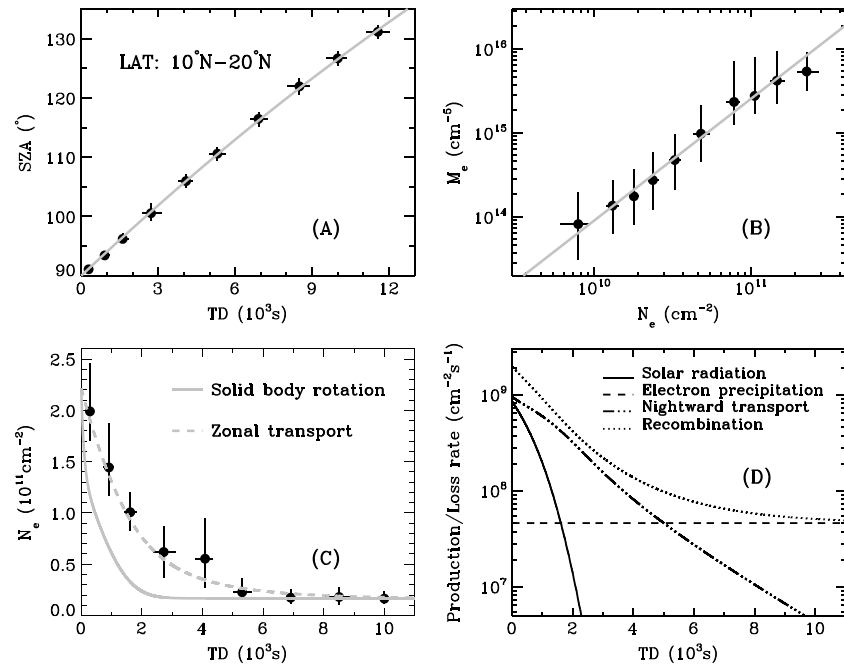 130
120
110
100
90
SZA (°)
LAT: 10°N−20°N
(A)
0 3 6 9 12
TD (10³s)
10¹⁶
10¹⁵
10¹⁴
Mₑ (cm⁻⁵)
(B)
10¹⁰ 10¹¹
Nₑ (cm⁻²)
2.5
2.0
1.5
1.0
0.5
0.0
Nₑ (10¹¹cm⁻²)
Solid body rotation
Zonal transport
(C)
0 2 4 6 8 10
TD (10³s)
10⁹
10⁸
10⁷
Production/Loss rate (cm⁻²s⁻¹)
Solar radiation
Electron precipitation
Nightward transport
Recombination
(D)
0 2 4 6 8 10
TD (10³s)